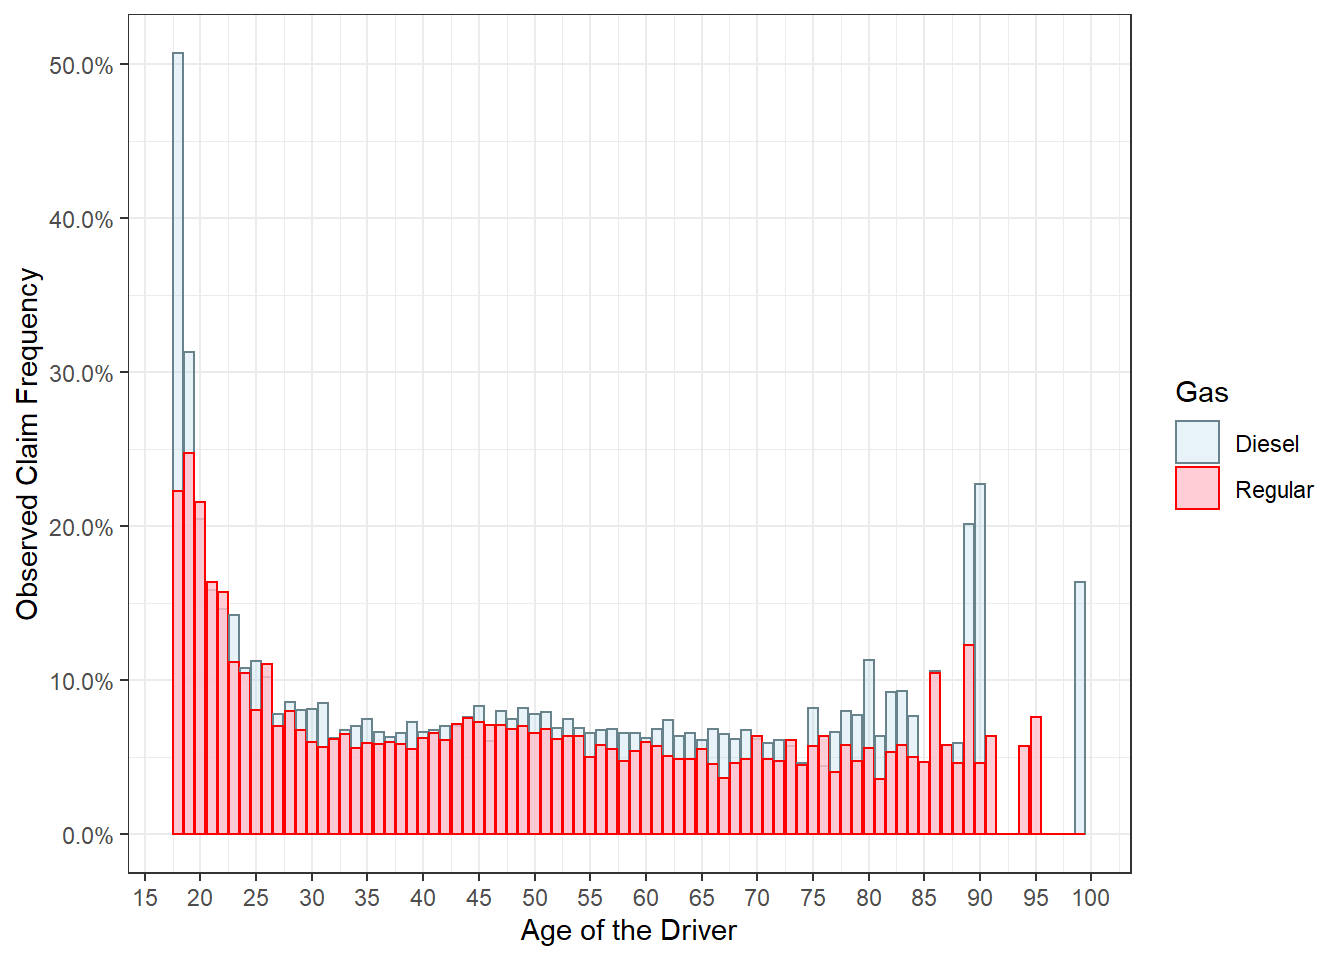 Observed Claim Frequency
50.0%
40.0%
30.0%
20.0%
10.0%
0.0%
15 20 25 30 35 40 45 50 55 60 65 70 75 80 85 90 95 100
Age of the Driver
Gas
Diesel
Regular